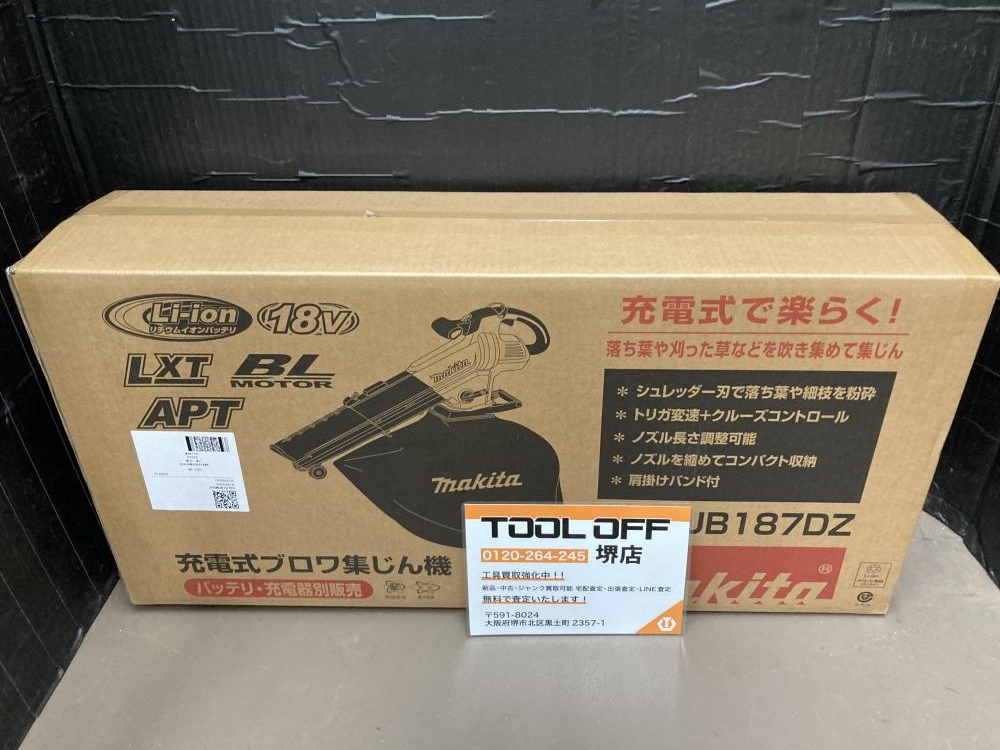 Li-ion
リチウムイオンバッテリ
18V
LXT
BL
MOTOR
APT
makita
makita
充電式で楽らく!
落ち葉や刈った草などを吹き集めて集じん
* シュレッダー刃で落ち葉や細枝を粉砕
* トリガ変速+クルーズコントロール
* ノズル長さ調整可能
* ノズルを縮めてコンパクト収納
* 肩掛けバンド付
UB187DZ
充電式ブロワ集じん機
バッテリ・充電器別販売
TOOL OFF
0120-264-245 堺店
工具買取強化中!!
新品・中古・ジャンク買取可能 宅配査定・出張査定・LINE査定
無料で査定いたします!
〒591-8024
大阪府堺市北区黒土町 2357-1
kita®